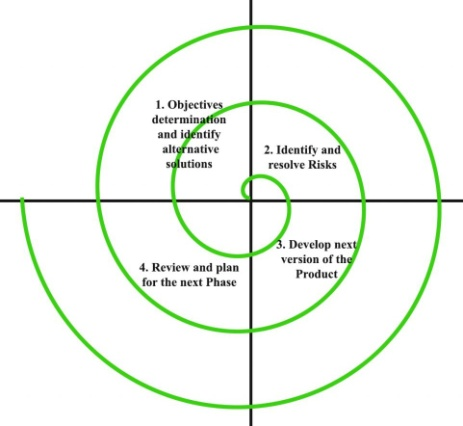 1. Objectives
determination
and identify
alternative
solutions
2. Identify and
resolve Risks
3. Develop next
version of the
Product
4. Review and plan
for the next Phase